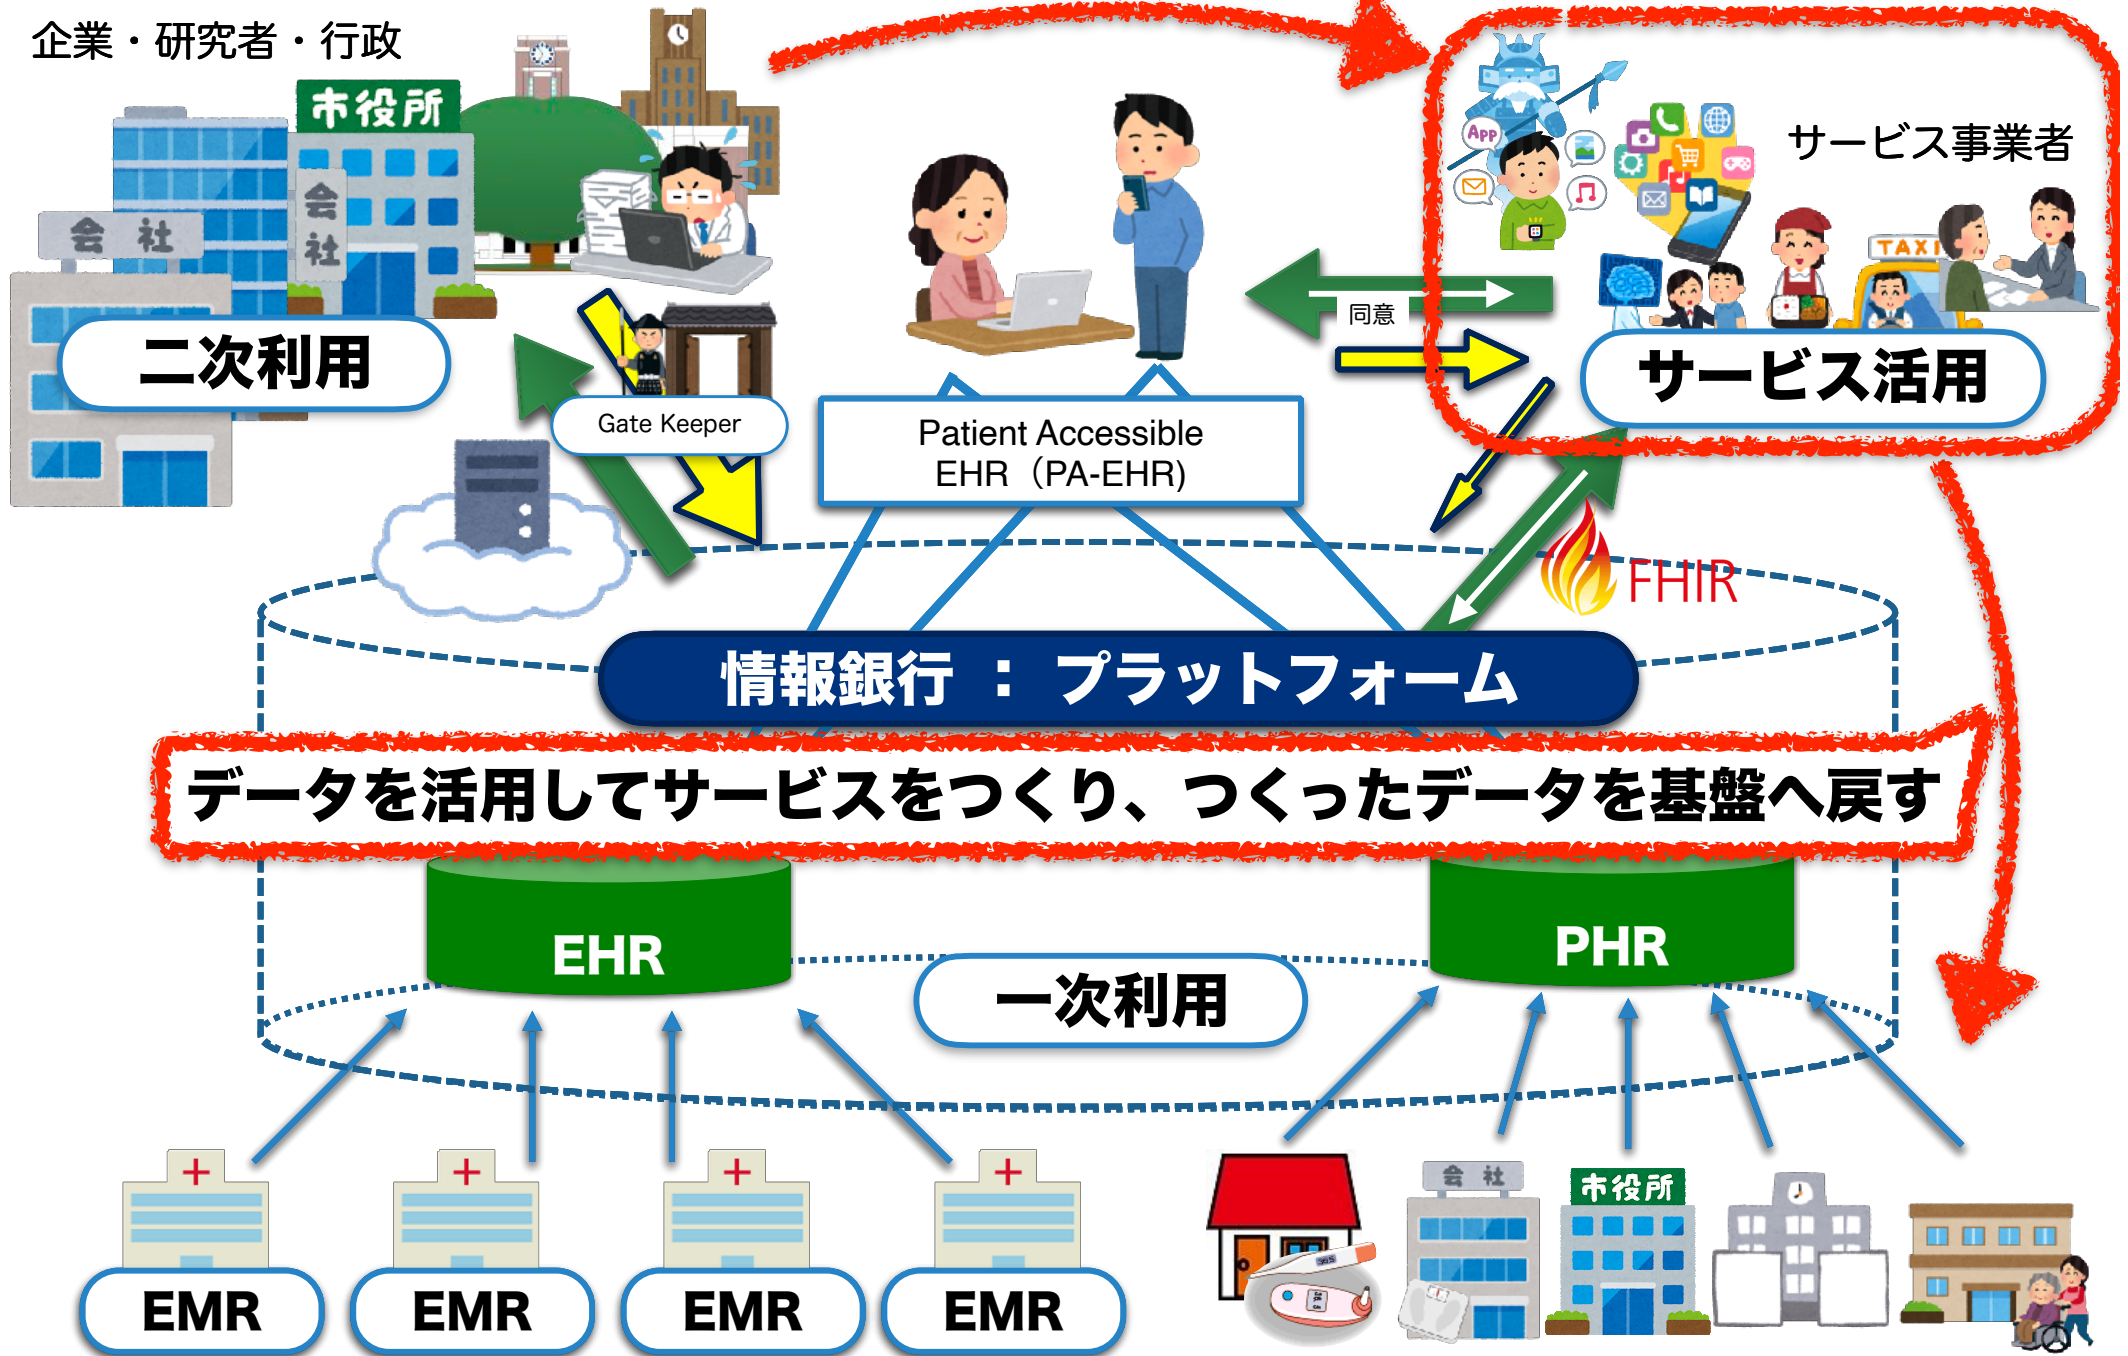 企業・研究者・行政
市役所
会社
会社
二次利用
Gate Keeper
Patient Accessible
EHR（PA-EHR)
同意
App
サービス事業者
TAXI
サービス活用
FHIR
情報銀行 ： プラットフォーム
データを活用してサービスをつくり、つくったデータを基盤へ戻す
EHR
PHR
一次利用
EMR
EMR
EMR
EMR
会社
市役所